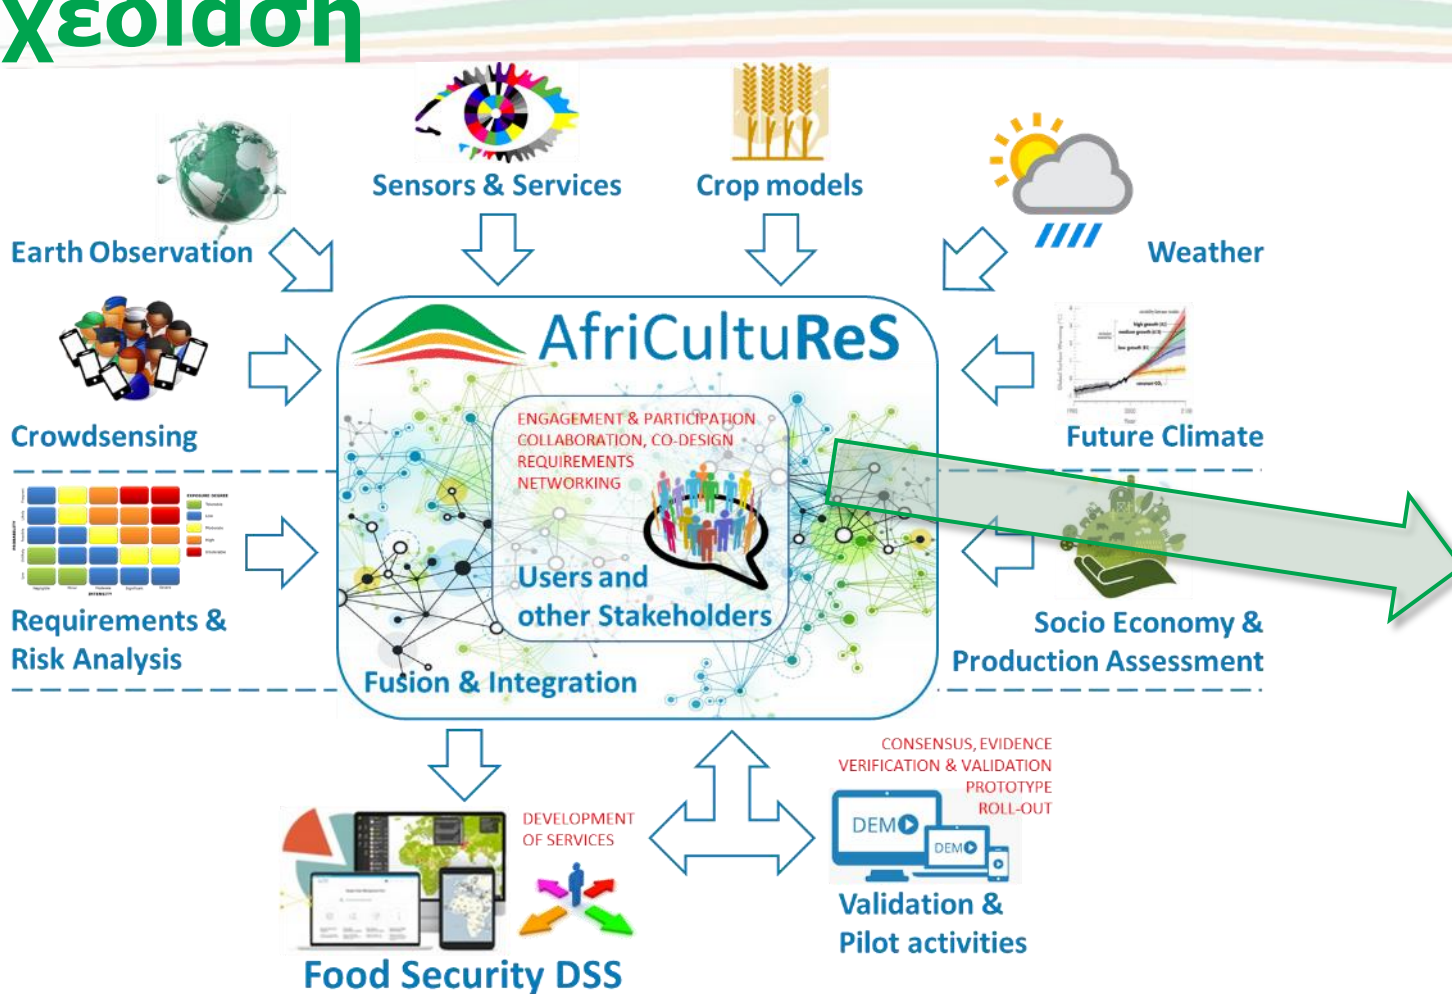 χεδίαση
Sensors & Services
Crop models
Earth Observation
Weather
AfriCultuReS
ENGAGEMENT & PARTICIPATION
COLLABORATION, CO-DESIGN
REQUIREMENTS
NETWORKING
Crowdsensing
Future Climate
Users and
other Stakeholders
Requirements &
Risk Analysis
Socio Economy &
Production Assessment
Fusion & Integration
CONSENSUS, EVIDENCE
VERIFICATION & VALIDATION
PROTOTYPE
ROLL-OUT
DEVELOPMENT
OF SERVICES
DEMO
DEMO
Validation &
Pilot activities
Food Security DSS